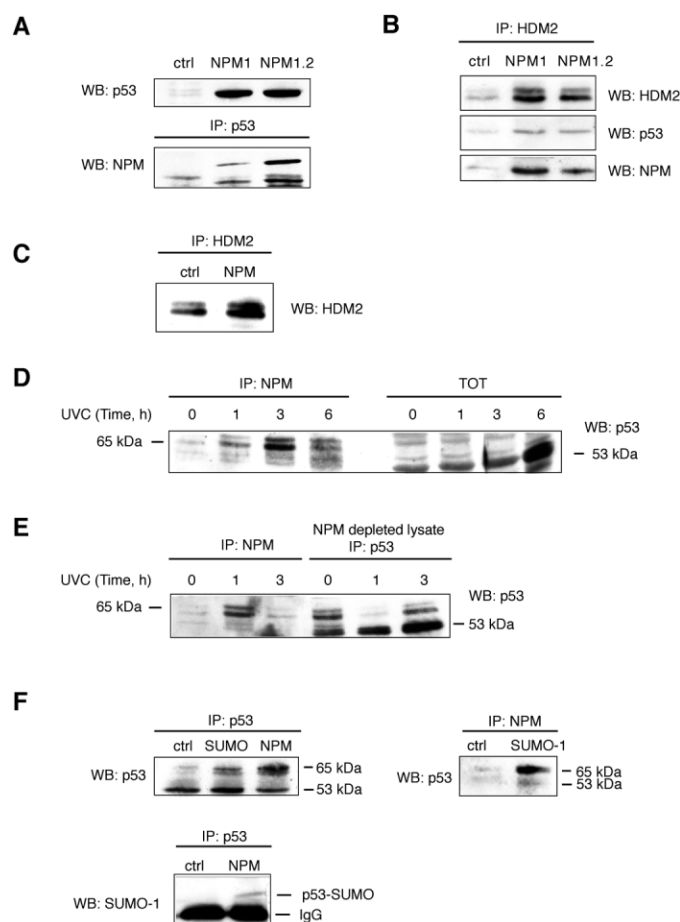 A
ctrl NPM1 NPM1.2
WB: p53
IP: p53
WB: NPM
B
IP: HDM2
ctrl NPM1 NPM1.2
WB: HDM2
WB: p53
WB: NPM
C
IP: HDM2
ctrl NPM
WB: HDM2
D
IP: NPM TOT
UVC (Time, h) 0 1 3 6 0 1 3 6
WB: p53
65 kDa
53 kDa
E
NPM depleted lysate
IP: NPM IP: p53
UVC (Time, h) 0 1 3 0 1 3
WB: p53
65 kDa
53 kDa
F
IP: p53
ctrl SUMO NPM
WB: p53
65 kDa
53 kDa
IP: NPM
ctrl SUMO-1
WB: p53
65 kDa
53 kDa
IP: p53
ctrl NPM
WB: SUMO-1
p53-SUMO
IgG